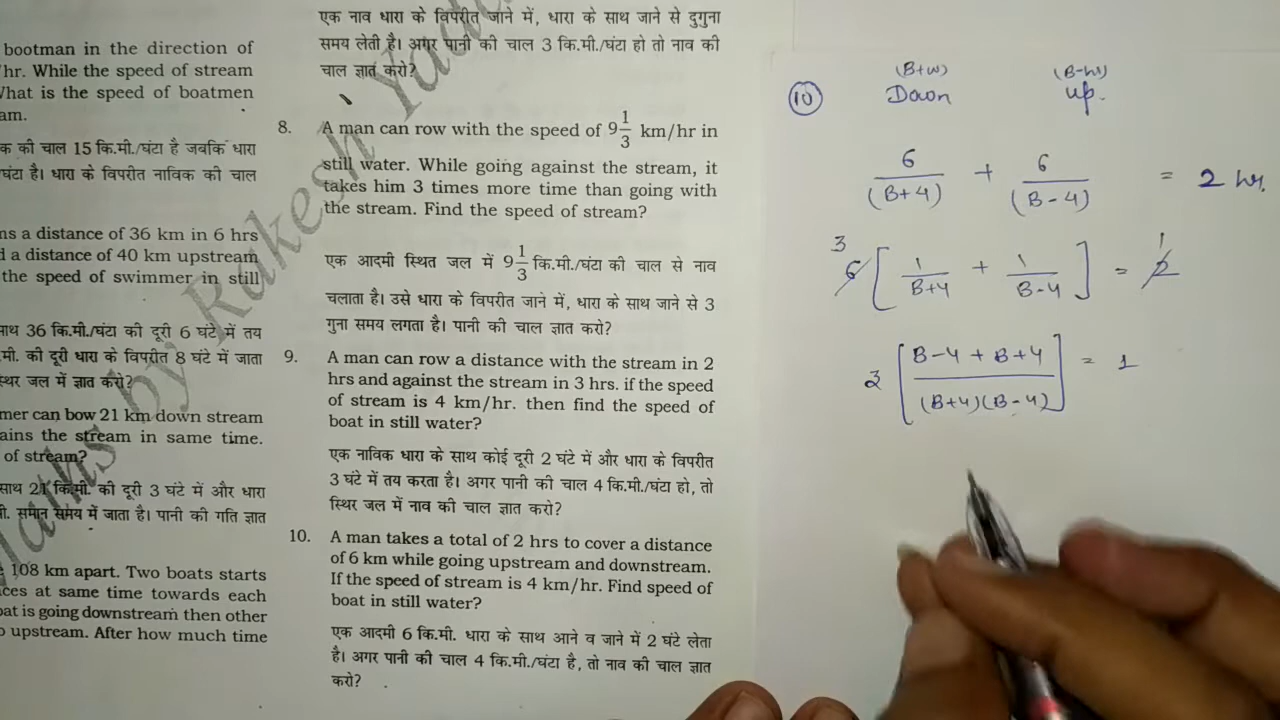 bootman in the direction of
/hr. While the speed of stream
What is the speed of boatmen
am.
की चाल 15 कि.मी./घंटा है जबकि धारा
घंटा है। धारा के विपरीत नाविक की चाल
ns a distance of 36 km in 6 hrs
d a distance of 40 km upstream
the speed of swimmer in still
साथ 36 कि.मी./घंटा की दूरी 6 घंटे में तय
मी. की दूरी धारा के विपरीत 8 घंटे में जाता
स्थर जल में ज्ञात करो?
mer can bow 21 km down stream
ains the stream in same time.
of stream?
साथ 21 कि.मी. की दूरी 3 घंटे में और धारा
मी. समान समय में जाता है। पानी की गति ज्ञात
108 km apart. Two boats starts
ces at same time towards each
oat is going downstream then other
o upstream. After how much time
एक नाव धारा के विपरीत जाने में, धारा के साथ जाने से दुगुना
समय लेती है। अगर पानी की चाल 3 कि.मी./घंटा हो तो नाव की
चाल ज्ञात करो?
8. A man can row with the speed of 9 1/3 km/hr in
still water. While going against the stream, it
takes him 3 times more time than going with
the stream. Find the speed of stream?
एक आदमी स्थित जल में 9 1/3 कि.मी./घंटा की चाल से नाव
चलाता है। उसे धारा के विपरीत जाने में, धारा के साथ जाने से 3
गुना समय लगता है। पानी की चाल ज्ञात करो?
9. A man can row a distance with the stream in 2
hrs and against the stream in 3 hrs. if the speed
of stream is 4 km/hr. then find the speed of
boat in still water?
एक नाविक धारा के साथ कोई दूरी 2 घंटे में और धारा के विपरीत
3 घंटे में तय करता है। अगर पानी की चाल 4 कि.मी./घंटा हो, तो
स्थिर जल में नाव की चाल ज्ञात करो?
10. A man takes a total of 2 hrs to cover a distance
of 6 km while going upstream and downstream.
If the speed of stream is 4 km/hr. Find speed of
boat in still water?
एक आदमी 6 कि.मी. धारा के साथ आने व जाने में 2 घंटे लेता
है। अगर पानी की चाल 4 कि.मी./घंटा है, तो नाव की चाल ज्ञात
करो?
Maths by Rakesh Yadav
(B+W) (B-W)
10 Down up.
6/(B+4) + 6/(B-4) = 2 hr.
3 1
6 [1/B+4 + 1/B-4] = 2
3 [B-4+B+4/(B+4)(B-4)] = 1